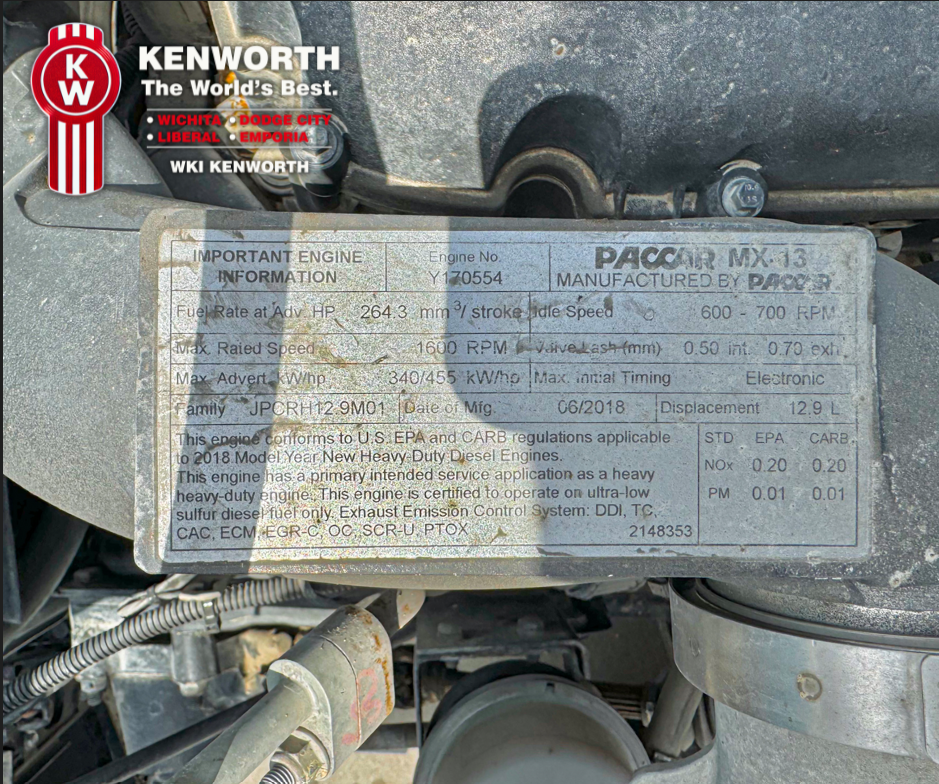 KW
KENWORTH
The World's Best.
• WICHITA • DODGE CITY
• LIBERAL • EMPORIA
WKI KENWORTH
IMPORTANT ENGINE INFORMATION
Engine No. Y170554
PACCAR MX-13
MANUFACTURED BY PACCAR
Fuel Rate at Adv. HP 264.3 mm³/ stroke Idle Speed 600 - 700 RPM
Max. Rated Speed 1600 RPM Valve Lash (mm) 0.50 int. 0.70 exh.
Max. Advert. kW/hp 340/455 kW/hp Max. Initial Timing Electronic
Family JPCRH12.9M01 Date of Mfg. 06/2018 Displacement 12.9 L
This engine conforms to U.S. EPA and CARB regulations applicable
to 2018 Model Year New Heavy-Duty Diesel Engines.
This engine has a primary intended service application as a heavy
heavy-duty engine. This engine is certified to operate on ultra-low
sulfur diesel fuel only. Exhaust Emission Control System: DDI, TC,
CAC, ECM, EGR-C, OC, SCR-U, PTOX 2148353
STD EPA CARB
NOx 0.20 0.20
PM 0.01 0.01